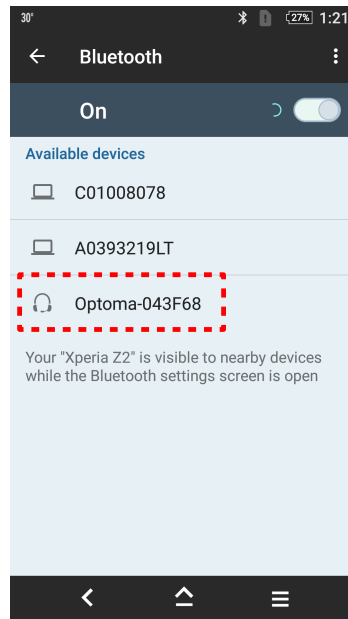 30° 27% 1:21
Bluetooth
On
Available devices
C01008078
A0393219LT
Optoma-043F68
Your "Xperia Z2" is visible to nearby devices
while the Bluetooth settings screen is open